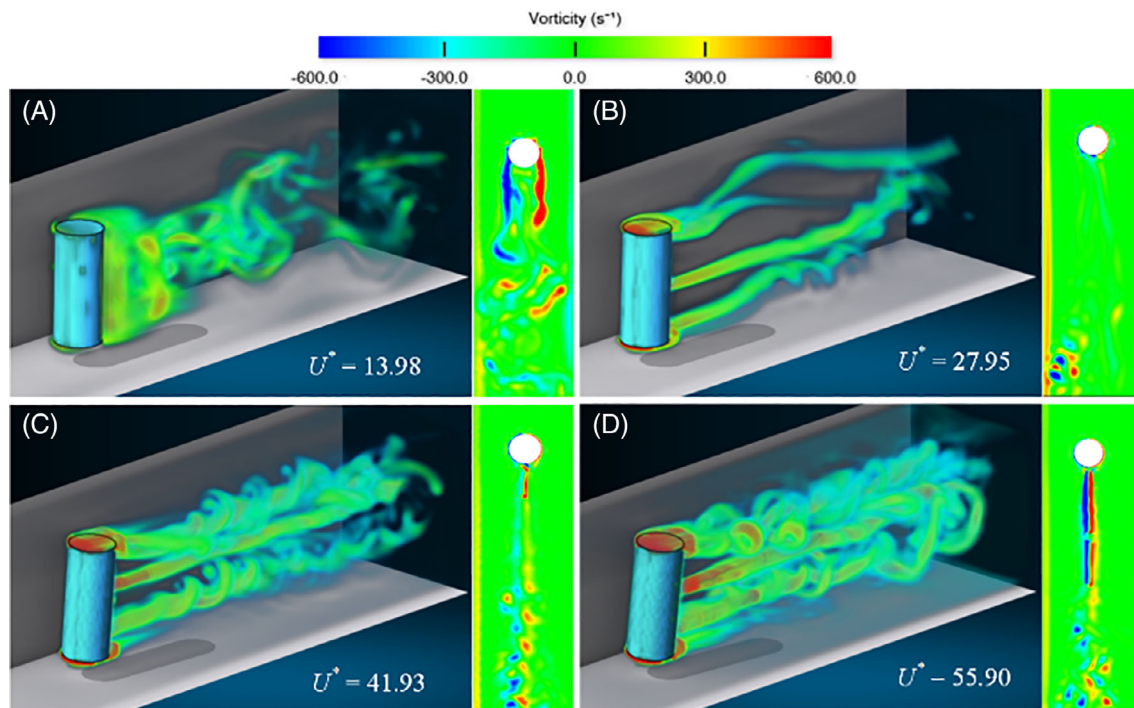 Vorticity (s⁻¹)
-600.0 -300.0 0.0 300.0 600.0
(A) (B)
U* – 13.98 U* = 27.95
(C) (D)
U* = 41.93 U* – 55.90